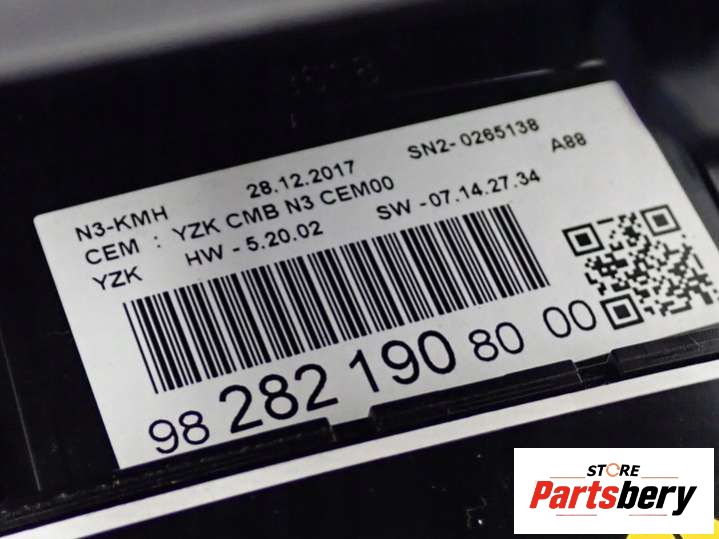 28.12.2017 SN2-0265138
N3-KMH A88
CEM : YZK CMB N3 CEM00
YZK HW -5.20.02 SW -07.14.27.34
98 282 190 80 00
STORE
Partsbery